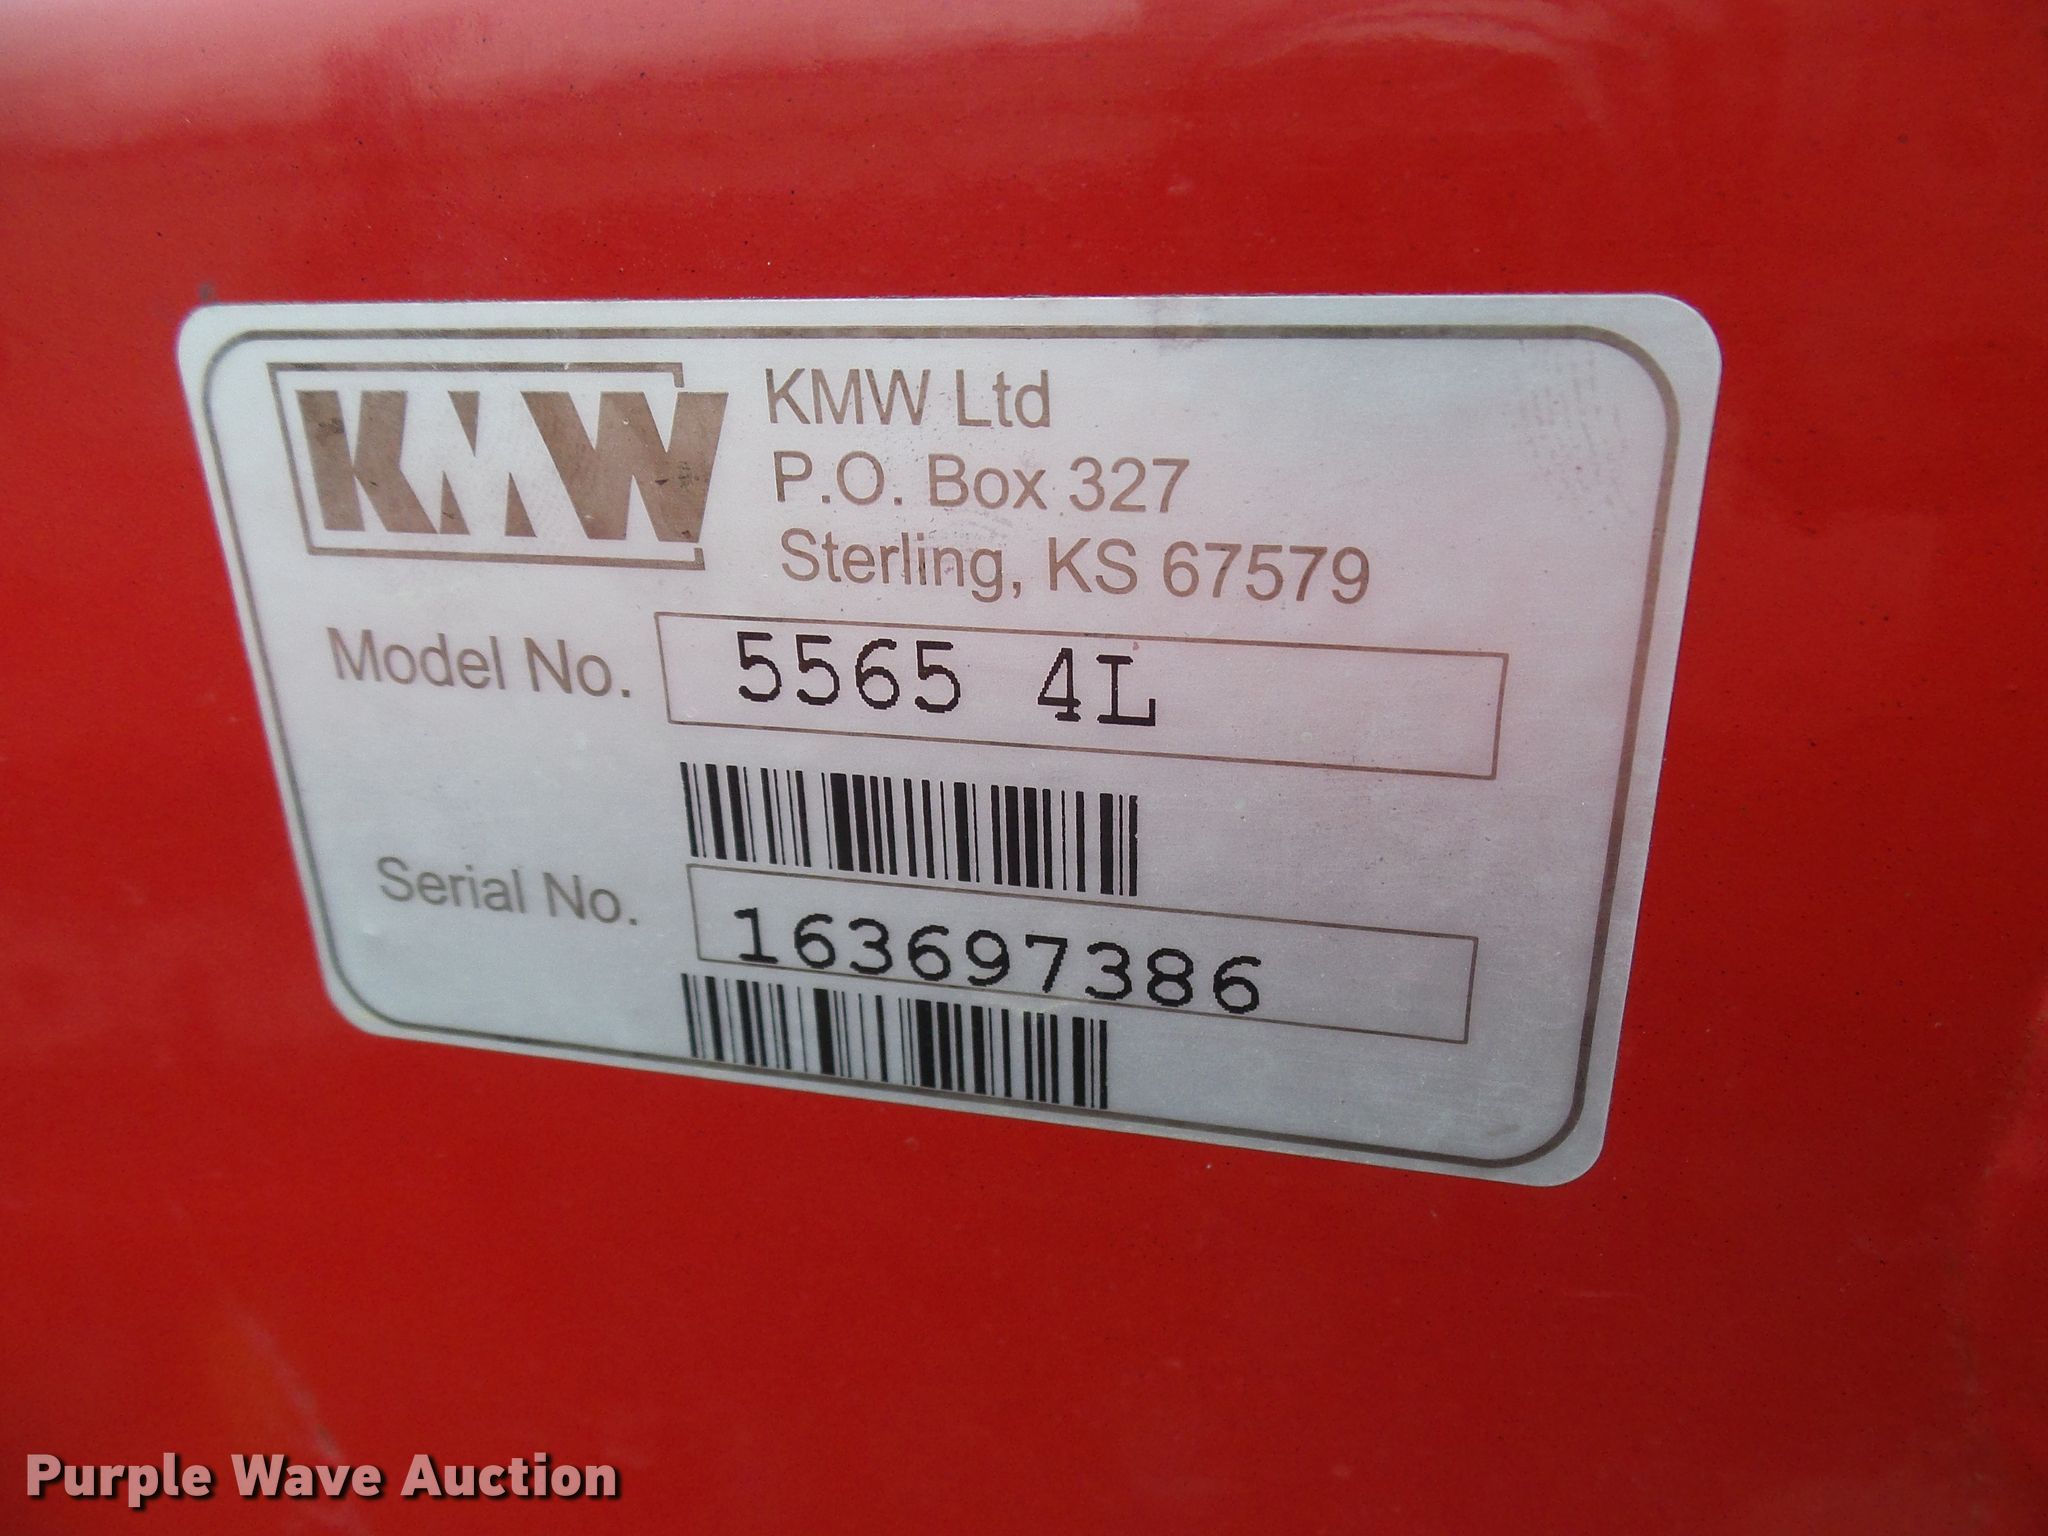 KMW
KMW Ltd
P.O. Box 327
Sterling, KS 67579
Model No. 5565 4L
Serial No. 163697386
Purple Wave Auction